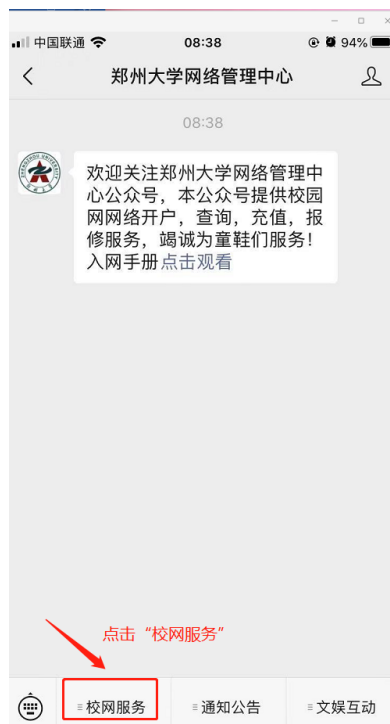 中国联通
08:38
94%
郑州大学网络管理中心
08:38
欢迎关注郑州大学网络管理中
心公众号，本公众号提供校园
网网络开户，查询，充值，报
修服务，竭诚为童鞋们服务！
入网手册点击观看
点击“校网服务”
校网服务
通知公告
文娱互动